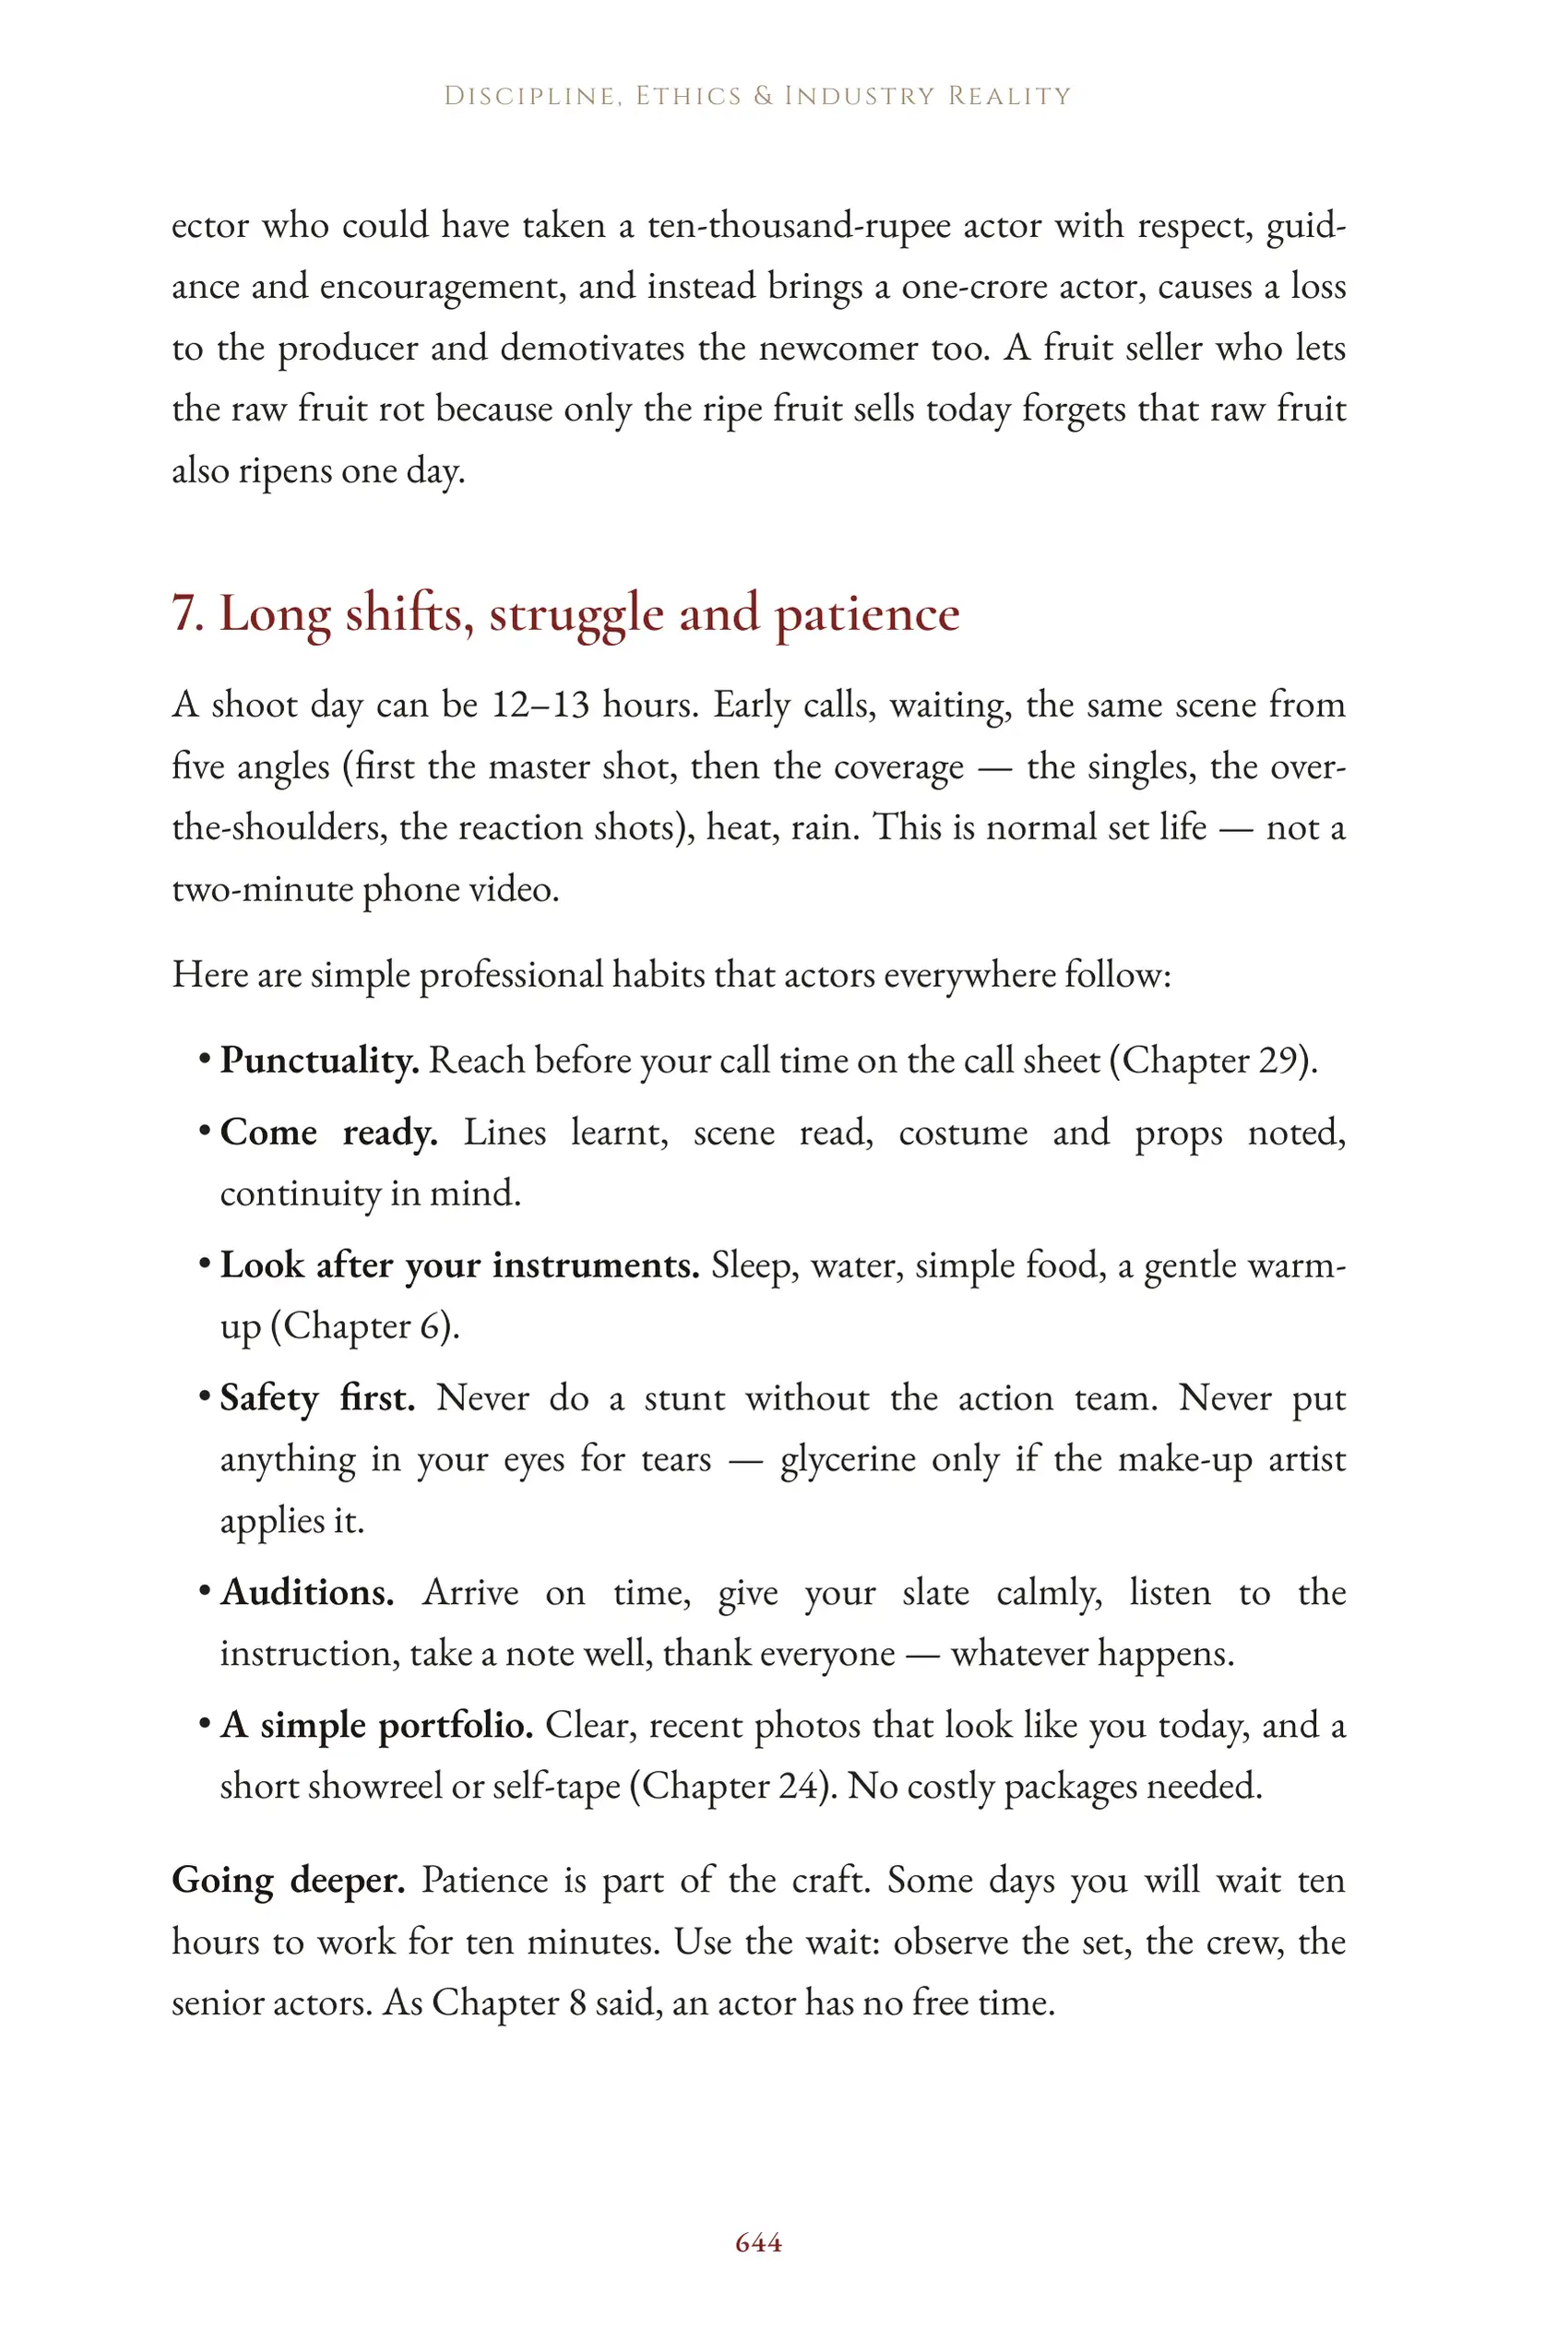 Discipline, Ethics & Industry Reality
ector who could have taken a ten-thousand-rupee actor with respect, guid-
ance and encouragement, and instead brings a one-crore actor, causes a loss
to the producer and demotivates the newcomer too. A fruit seller who lets
the raw fruit rot because only the ripe fruit sells today forgets that raw fruit
also ripens one day.
7. Long shifts, struggle and patience
A shoot day can be 12–13 hours. Early calls, waiting, the same scene from
five angles (first the master shot, then the coverage — the singles, the over-
the-shoulders, the reaction shots), heat, rain. This is normal set life — not a
two-minute phone video.
Here are simple professional habits that actors everywhere follow:
• Punctuality. Reach before your call time on the call sheet (Chapter 29).
• Come ready. Lines learnt, scene read, costume and props noted,
continuity in mind.
• Look after your instruments. Sleep, water, simple food, a gentle warm-
up (Chapter 6).
• Safety first. Never do a stunt without the action team. Never put
anything in your eyes for tears — glycerine only if the make-up artist
applies it.
• Auditions. Arrive on time, give your slate calmly, listen to the
instruction, take a note well, thank everyone — whatever happens.
• A simple portfolio. Clear, recent photos that look like you today, and a
short showreel or self-tape (Chapter 24). No costly packages needed.
Going deeper. Patience is part of the craft. Some days you will wait ten
hours to work for ten minutes. Use the wait: observe the set, the crew, the
senior actors. As Chapter 8 said, an actor has no free time.
644